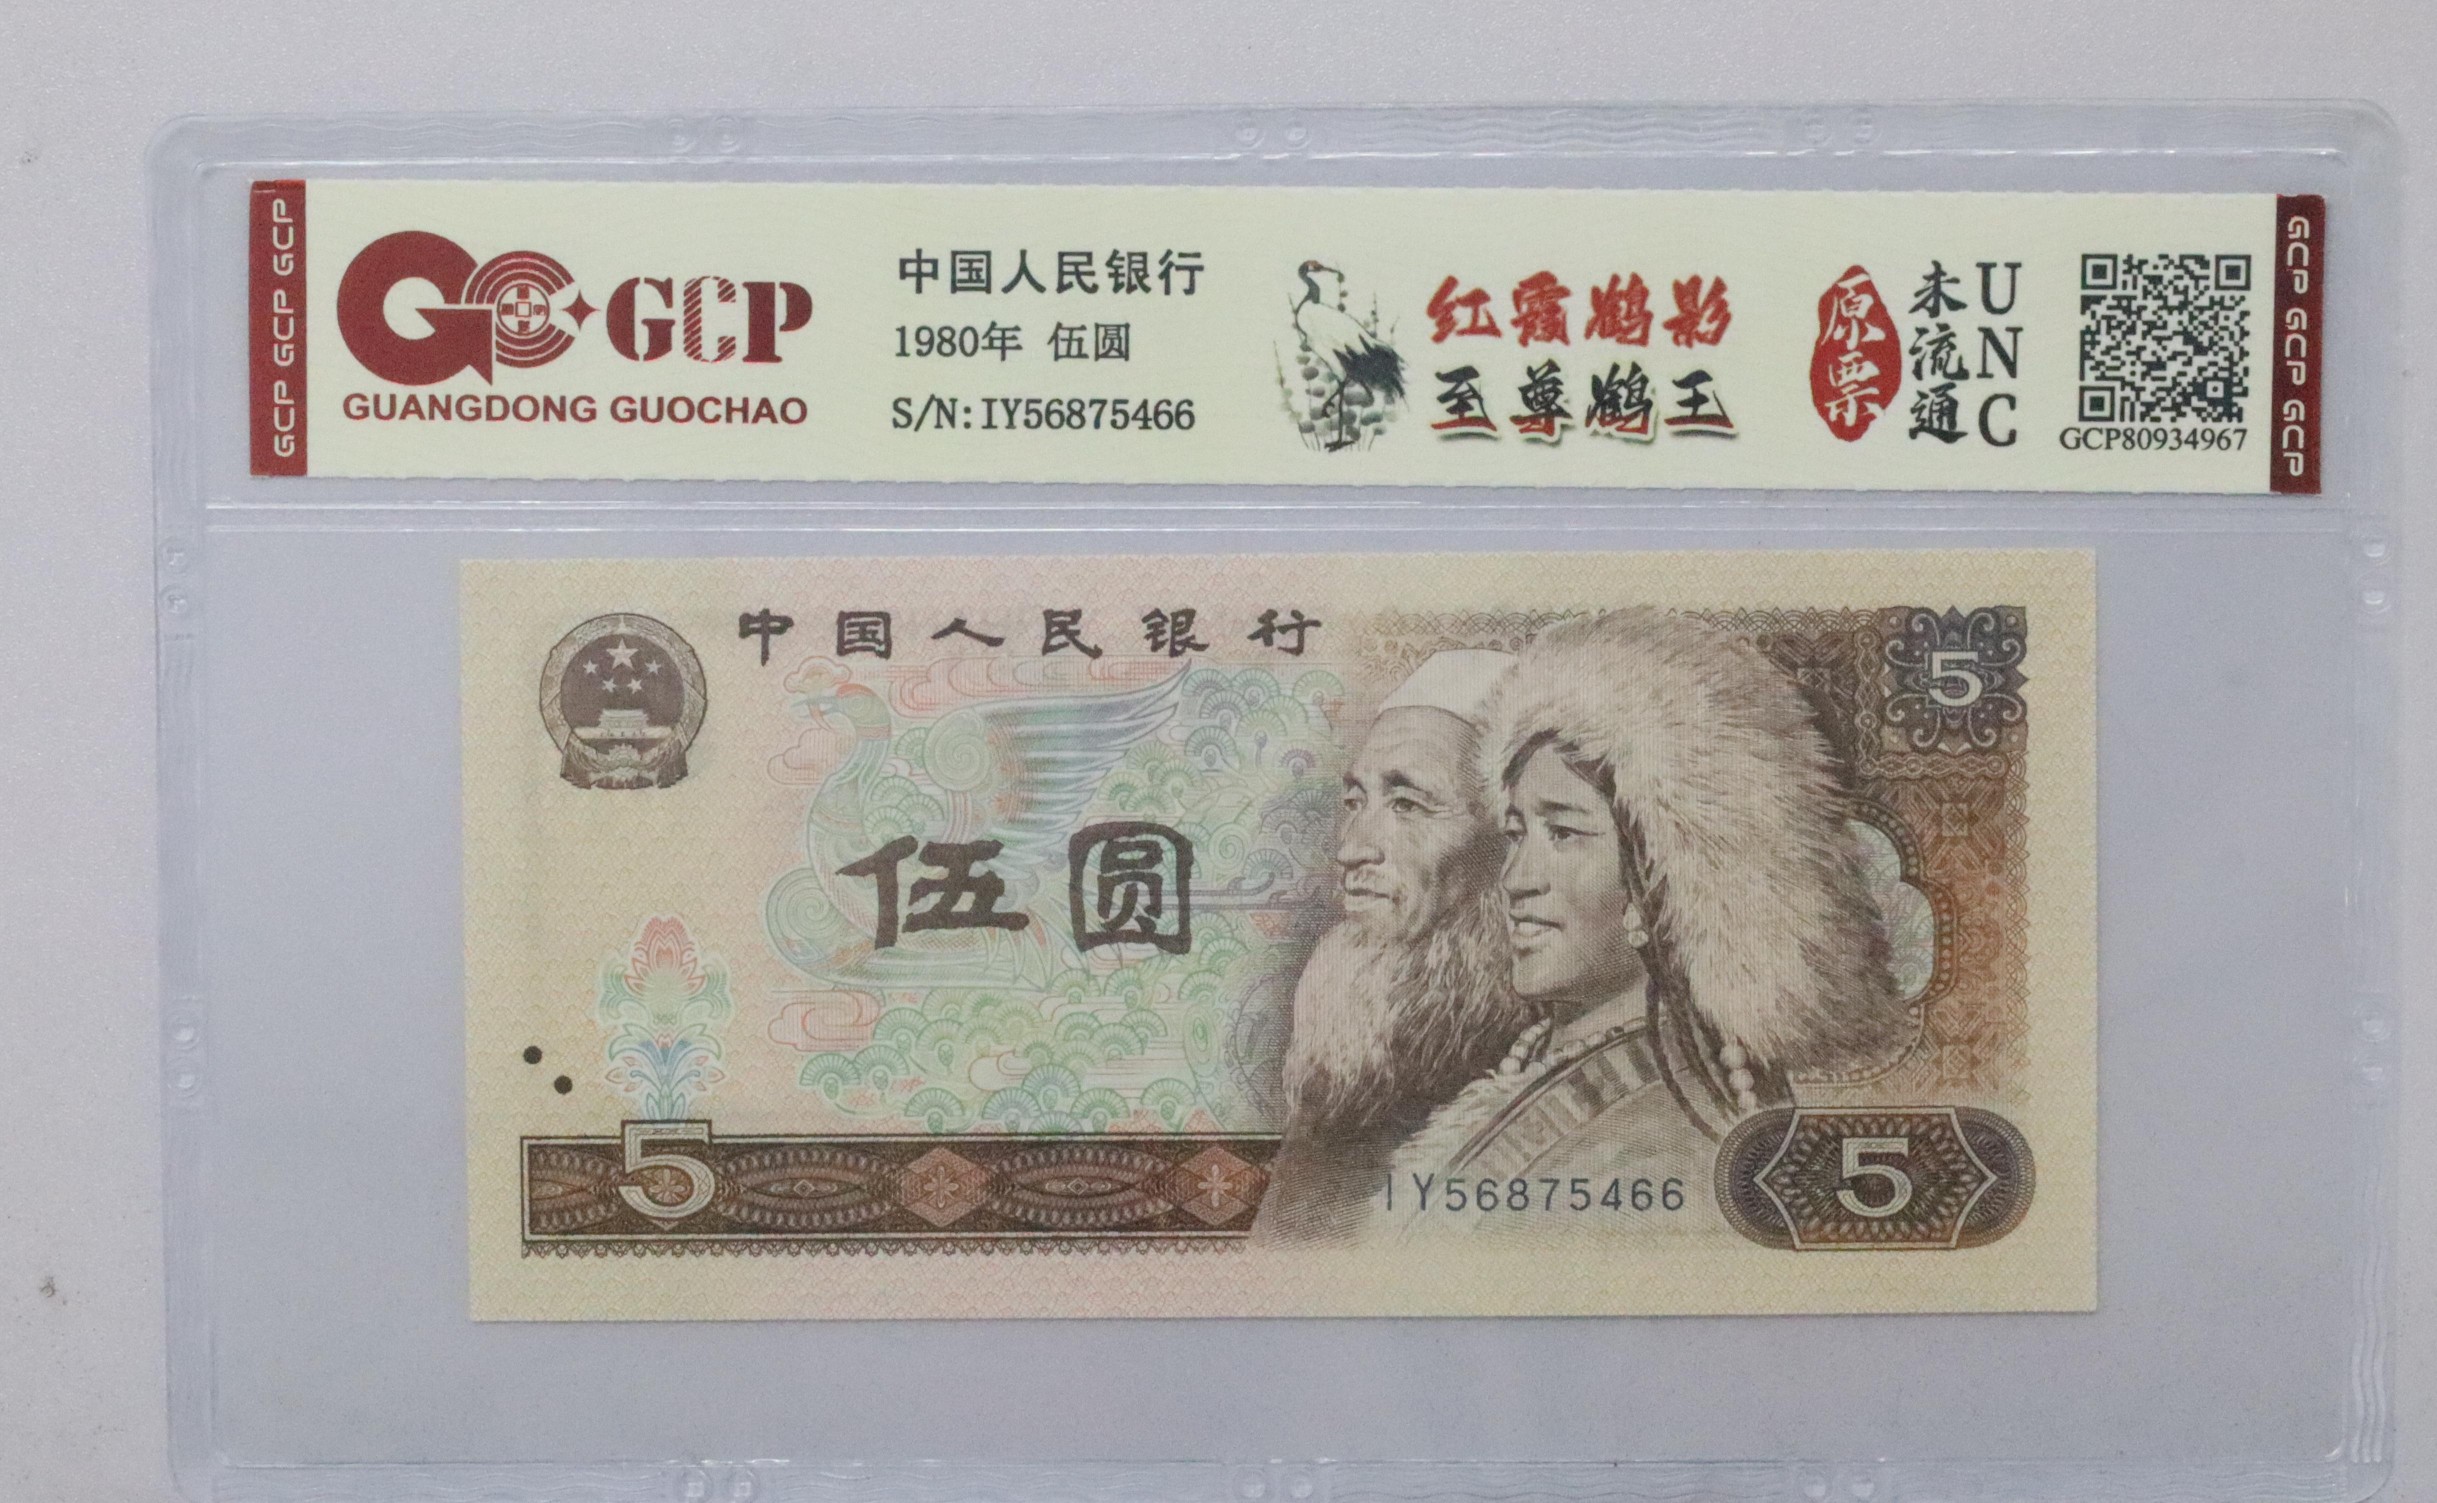 GCP GCP GCP
GCP
GUANGDONG GUOCHAO
中国人民银行
1980年 伍圆
S/N:IY56875466
红霞鹤影
至尊鹤王
原票
未流通
UNC
GCP80934967
GCP GCP GCP
中国人民银行
5
伍圆
5
IY56875466
5